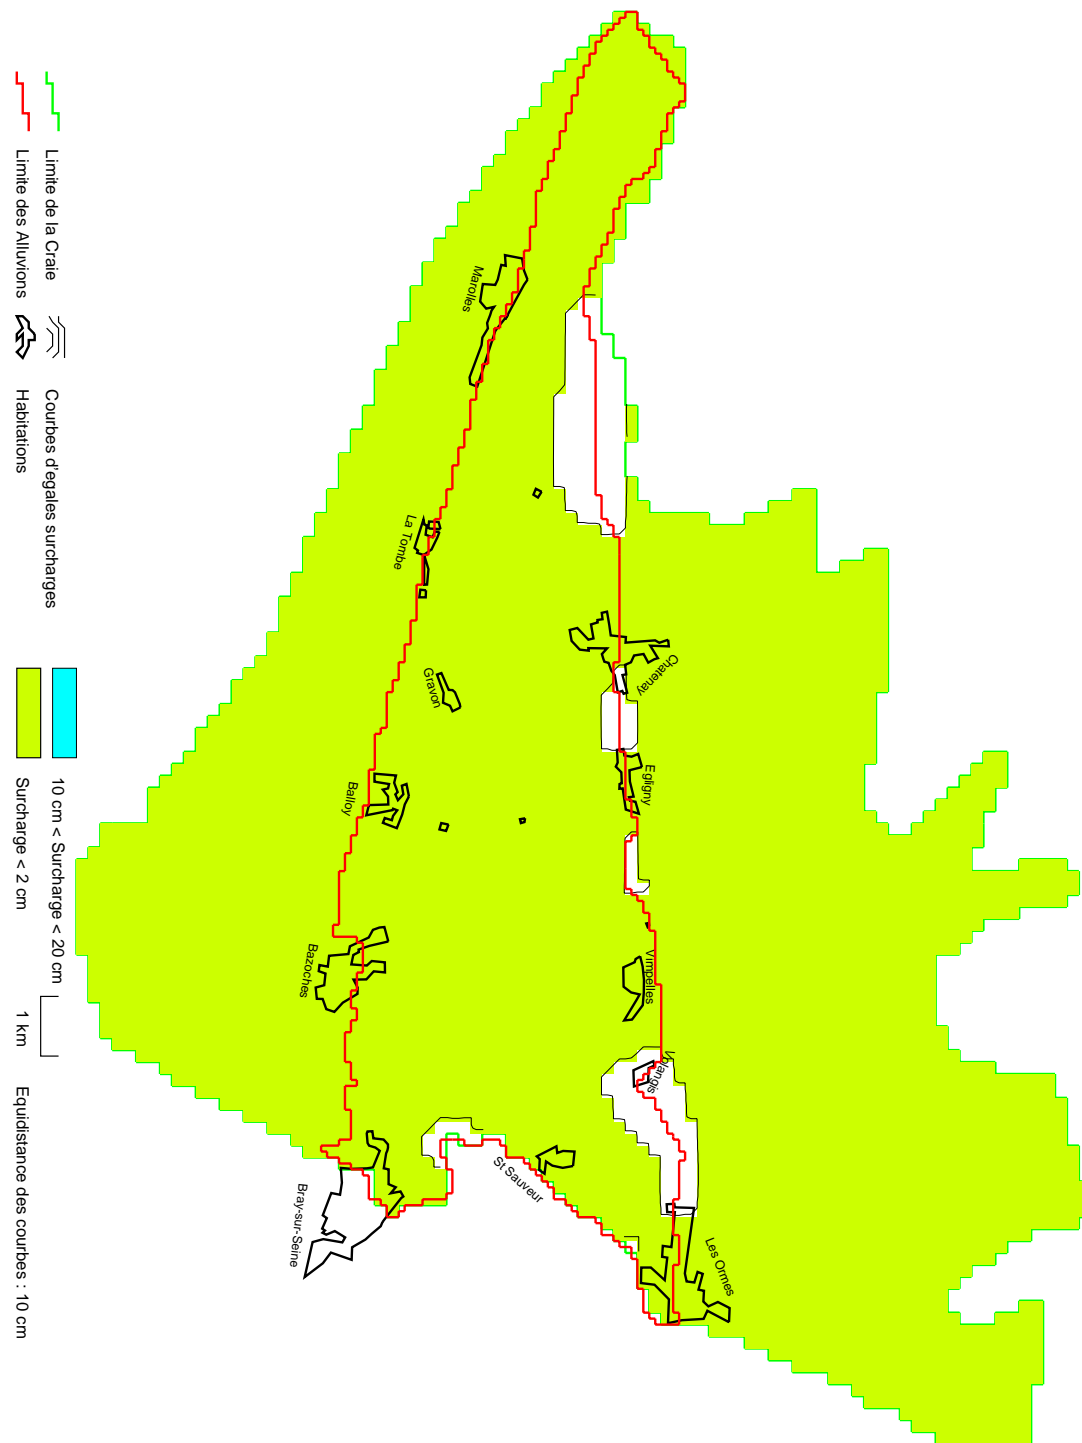 Limite de la Craie
Limite des Alluvions
Courbes d'egales surcharges
Habitations
10 cm < Surcharge < 20 cm
Surcharge < 2 cm
1 km
Equidistance des courbes : 10 cm
Marolles
La Tombe
Gravon
Balloy
Bazoches
Bray-sur-Seine
Chatenay
Egligny
Vimpelles
Volangis
St Sauveur
Les Ormes